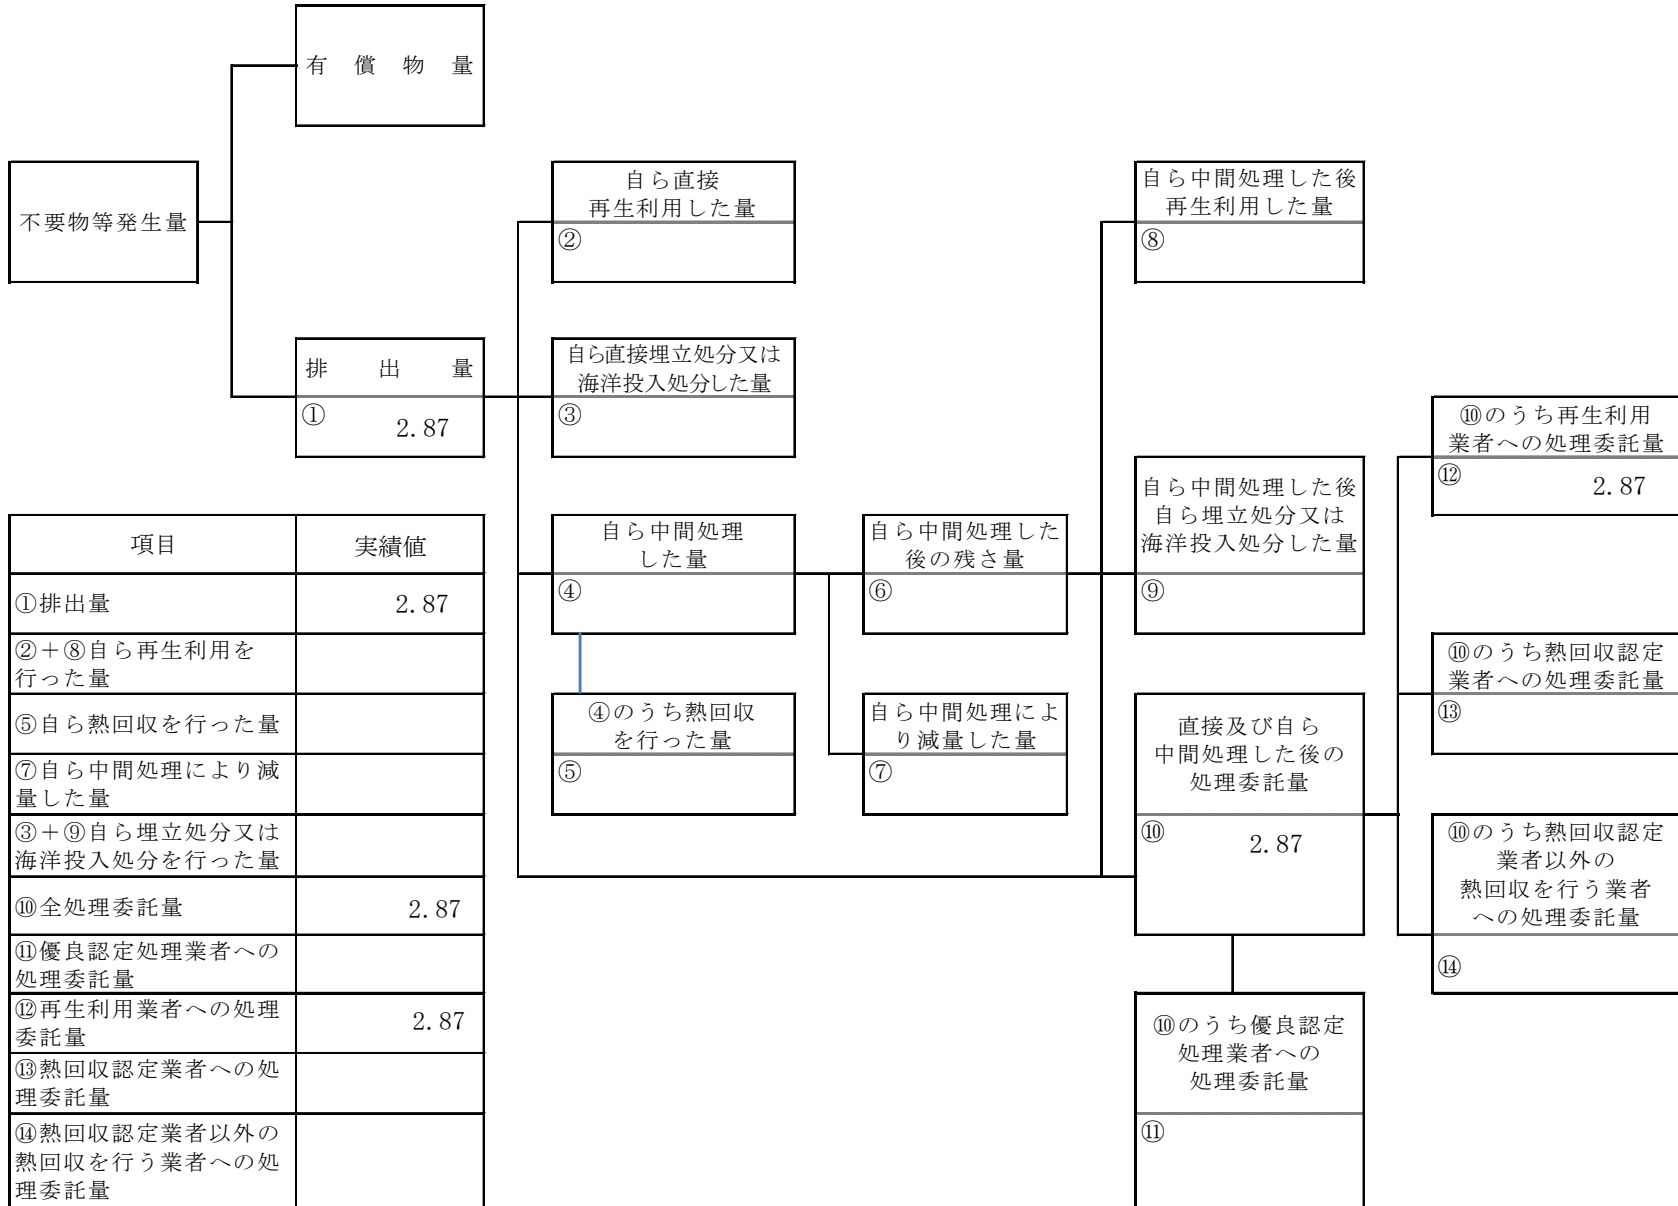 有償物量
不要物等発生量
自ら直接
再生利用した量
②
自ら中間処理した後
再生利用した量
⑧
排出量
① 2.87
自ら直接埋立処分又は
海洋投入処分した量
③
⑩のうち再生利用
業者への処理委託量
⑫ 2.87
自ら中間処理した後
自ら埋立処分又は
海洋投入処分した量
⑨
自ら中間処理
した量
④
自ら中間処理した
後の残さ量
⑥
④のうち熱回収
を行った量
⑤
自ら中間処理によ
り減量した量
⑦
直接及び自ら
中間処理した後の
処理委託量
⑩ 2.87
⑩のうち熱回収認定
業者への処理委託量
⑬
⑩のうち熱回収認定
業者以外の
熱回収を行う業者
への処理委託量
⑭
⑩のうち優良認定
処理業者への
処理委託量
⑪
項目 実績値
①排出量 2.87
②+⑧自ら再生利用を
行った量
⑤自ら熱回収を行った量
⑦自ら中間処理により減
量した量
③+⑨自ら埋立処分又は
海洋投入処分を行った量
⑩全処理委託量 2.87
⑪優良認定処理業者への
処理委託量
⑫再生利用業者への処理
委託量 2.87
⑬熱回収認定業者への処
理委託量
⑭熱回収認定業者以外の
熱回収を行う業者への処
理委託量